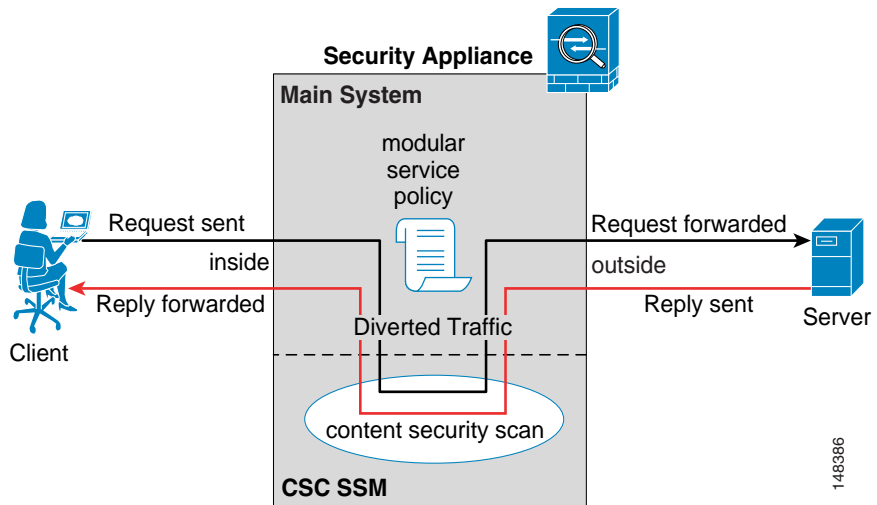 Security Appliance
Main System
modular
service
policy
Request sent
Request forwarded
inside
outside
Reply forwarded
Reply sent
Diverted Traffic
Client
Server
content security scan
CSC SSM
148386